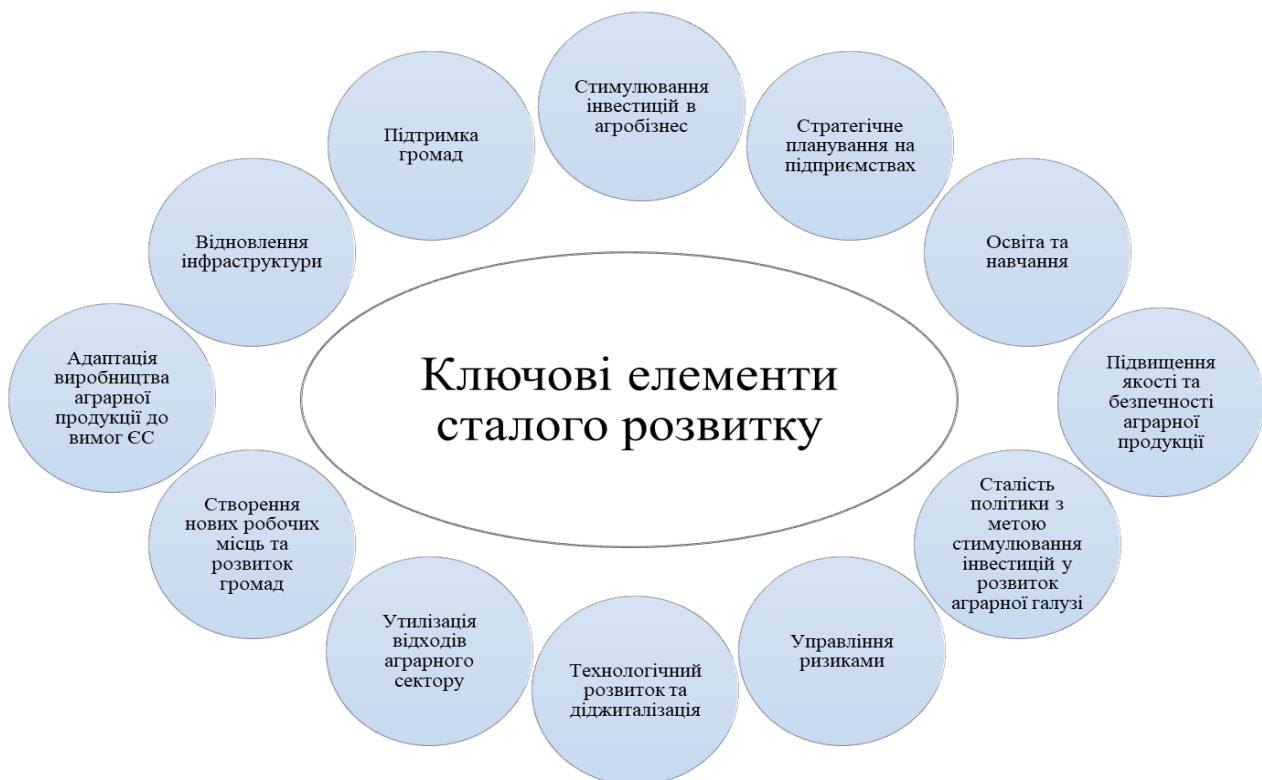 Стимулювання
інвестицій в
агробізнес
Стратегічне
планування на
підприємствах
Освіта та
навчання
Підвищення
якості та
безпечності
аграрної
продукції
Сталість
політики з
метою
стимулювання
інвестицій у
розвиток
аграрної галузі
Управління
ризиками
Технологічний
розвиток та
діджиталізація
Утилізація
відходів
аграрного
сектору
Створення
нових робочих
місць та
розвиток
громад
Адаптація
виробництва
аграрної
продукції до
вимог ЄС
Відновлення
інфраструктури
Підтримка
громад
Ключові елементи
сталого розвитку